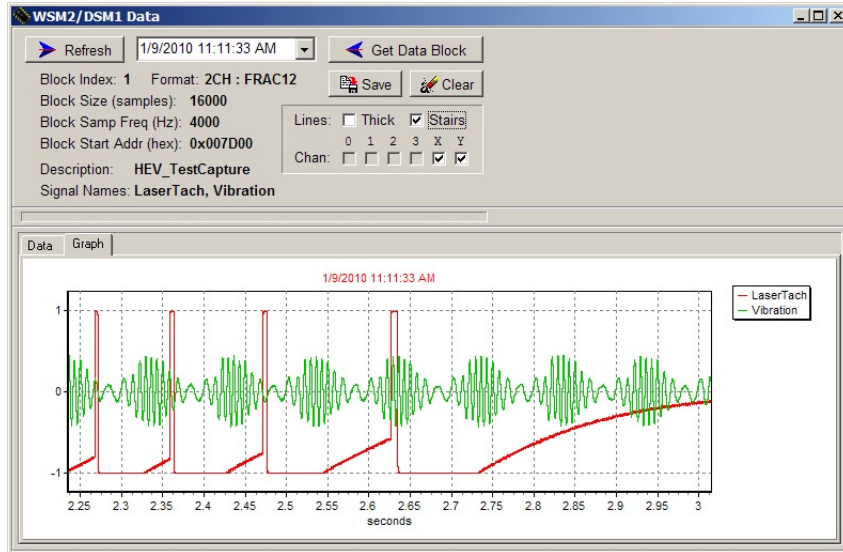 WSM2/DSM1 Data
Refresh 1/9/2010 11:11:33 AM Get Data Block
Block Index: 1 Format: 2CH : FRAC12
Save Clear
Block Size (samples): 16000
Block Samp Freq (Hz): 4000
Lines: Thick Stairs
Block Start Addr (hex): 0x007D00
0 1 2 3 X Y
Chan:
Description: HEV_TestCapture
Signal Names: LaserTach, Vibration
Data Graph
1/9/2010 11:11:33 AM
LaserTach
Vibration
1
0
-1
2.25 2.3 2.35 2.4 2.45 2.5 2.55 2.6 2.65 2.7 2.75 2.8 2.85 2.9 2.95 3
seconds